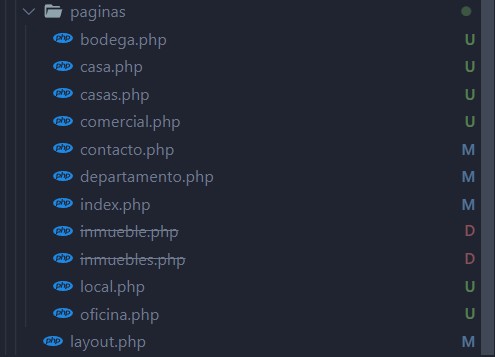 paginas
php bodega.php U
php casa.php U
php casas.php U
php comercial.php U
php contacto.php M
php departamento.php M
php index.php M
php inmueble.php D
php inmuebles.php D
php local.php U
php oficina.php U
php layout.php M